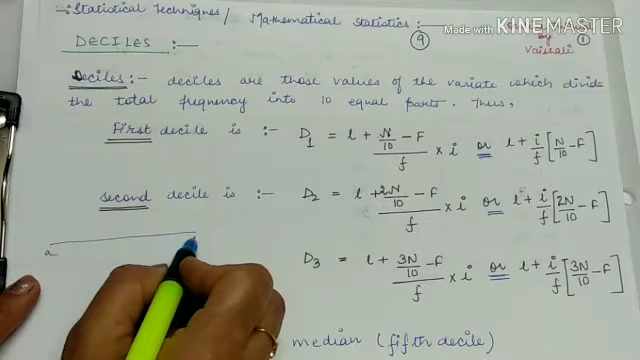 Statistical Techniques / Mathematical Statistics :-
Made with KINEMASTER
by
Vaishali
9
1
DECILES :-
Deciles :- deciles are those values of the variate which divide
the total frequency into 10 equal parts. Thus,
First decile is :- D₁ = l + (N/10 - F)/f × i or l + i/f [N/10 - F]
second decile is :- D₂ = l + (2N/10 - F)/f × i or l + i/f [2N/10 - F]
D₃ = l + (3N/10 - F)/f × i or l + i/f [3N/10 - F]
a
median (fifth decile)